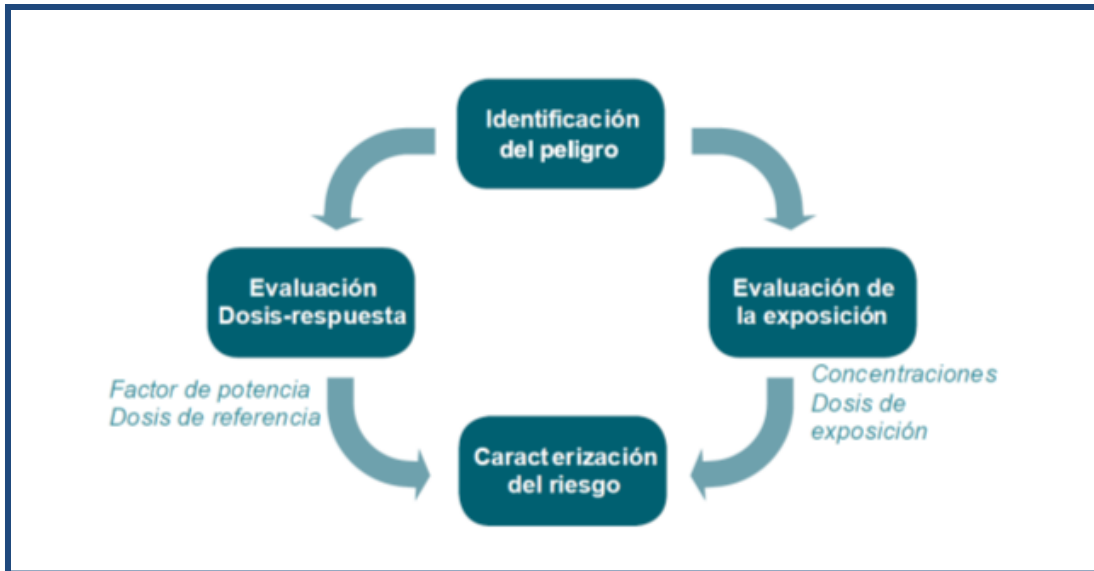 Identificación
del peligro
Evaluación
Dosis-respuesta
Evaluación de
la exposición
Factor de potencia
Dosis de referencia
Concentraciones
Dosis de
exposición
Caracterización
del riesgo